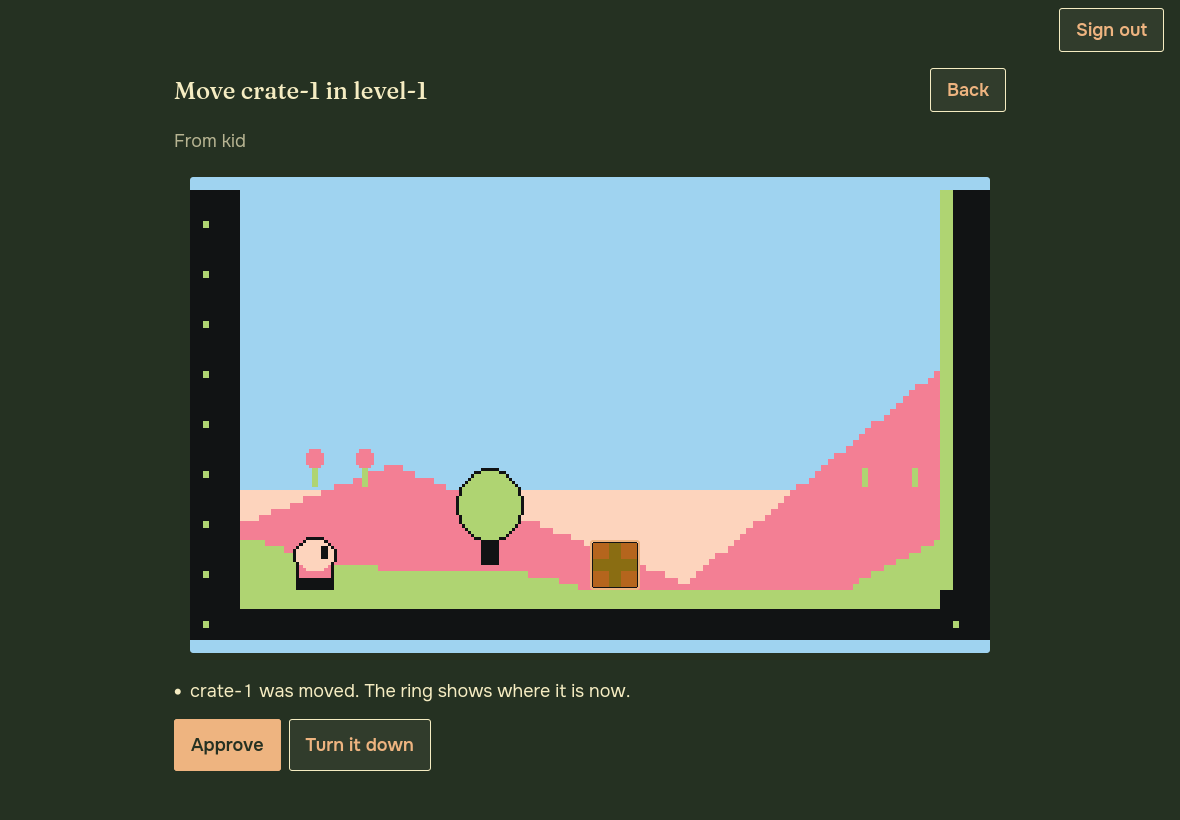 Sign out
Move crate-1 in level-1
Back
From kid
• crate-1 was moved. The ring shows where it is now.
Approve
Turn it down